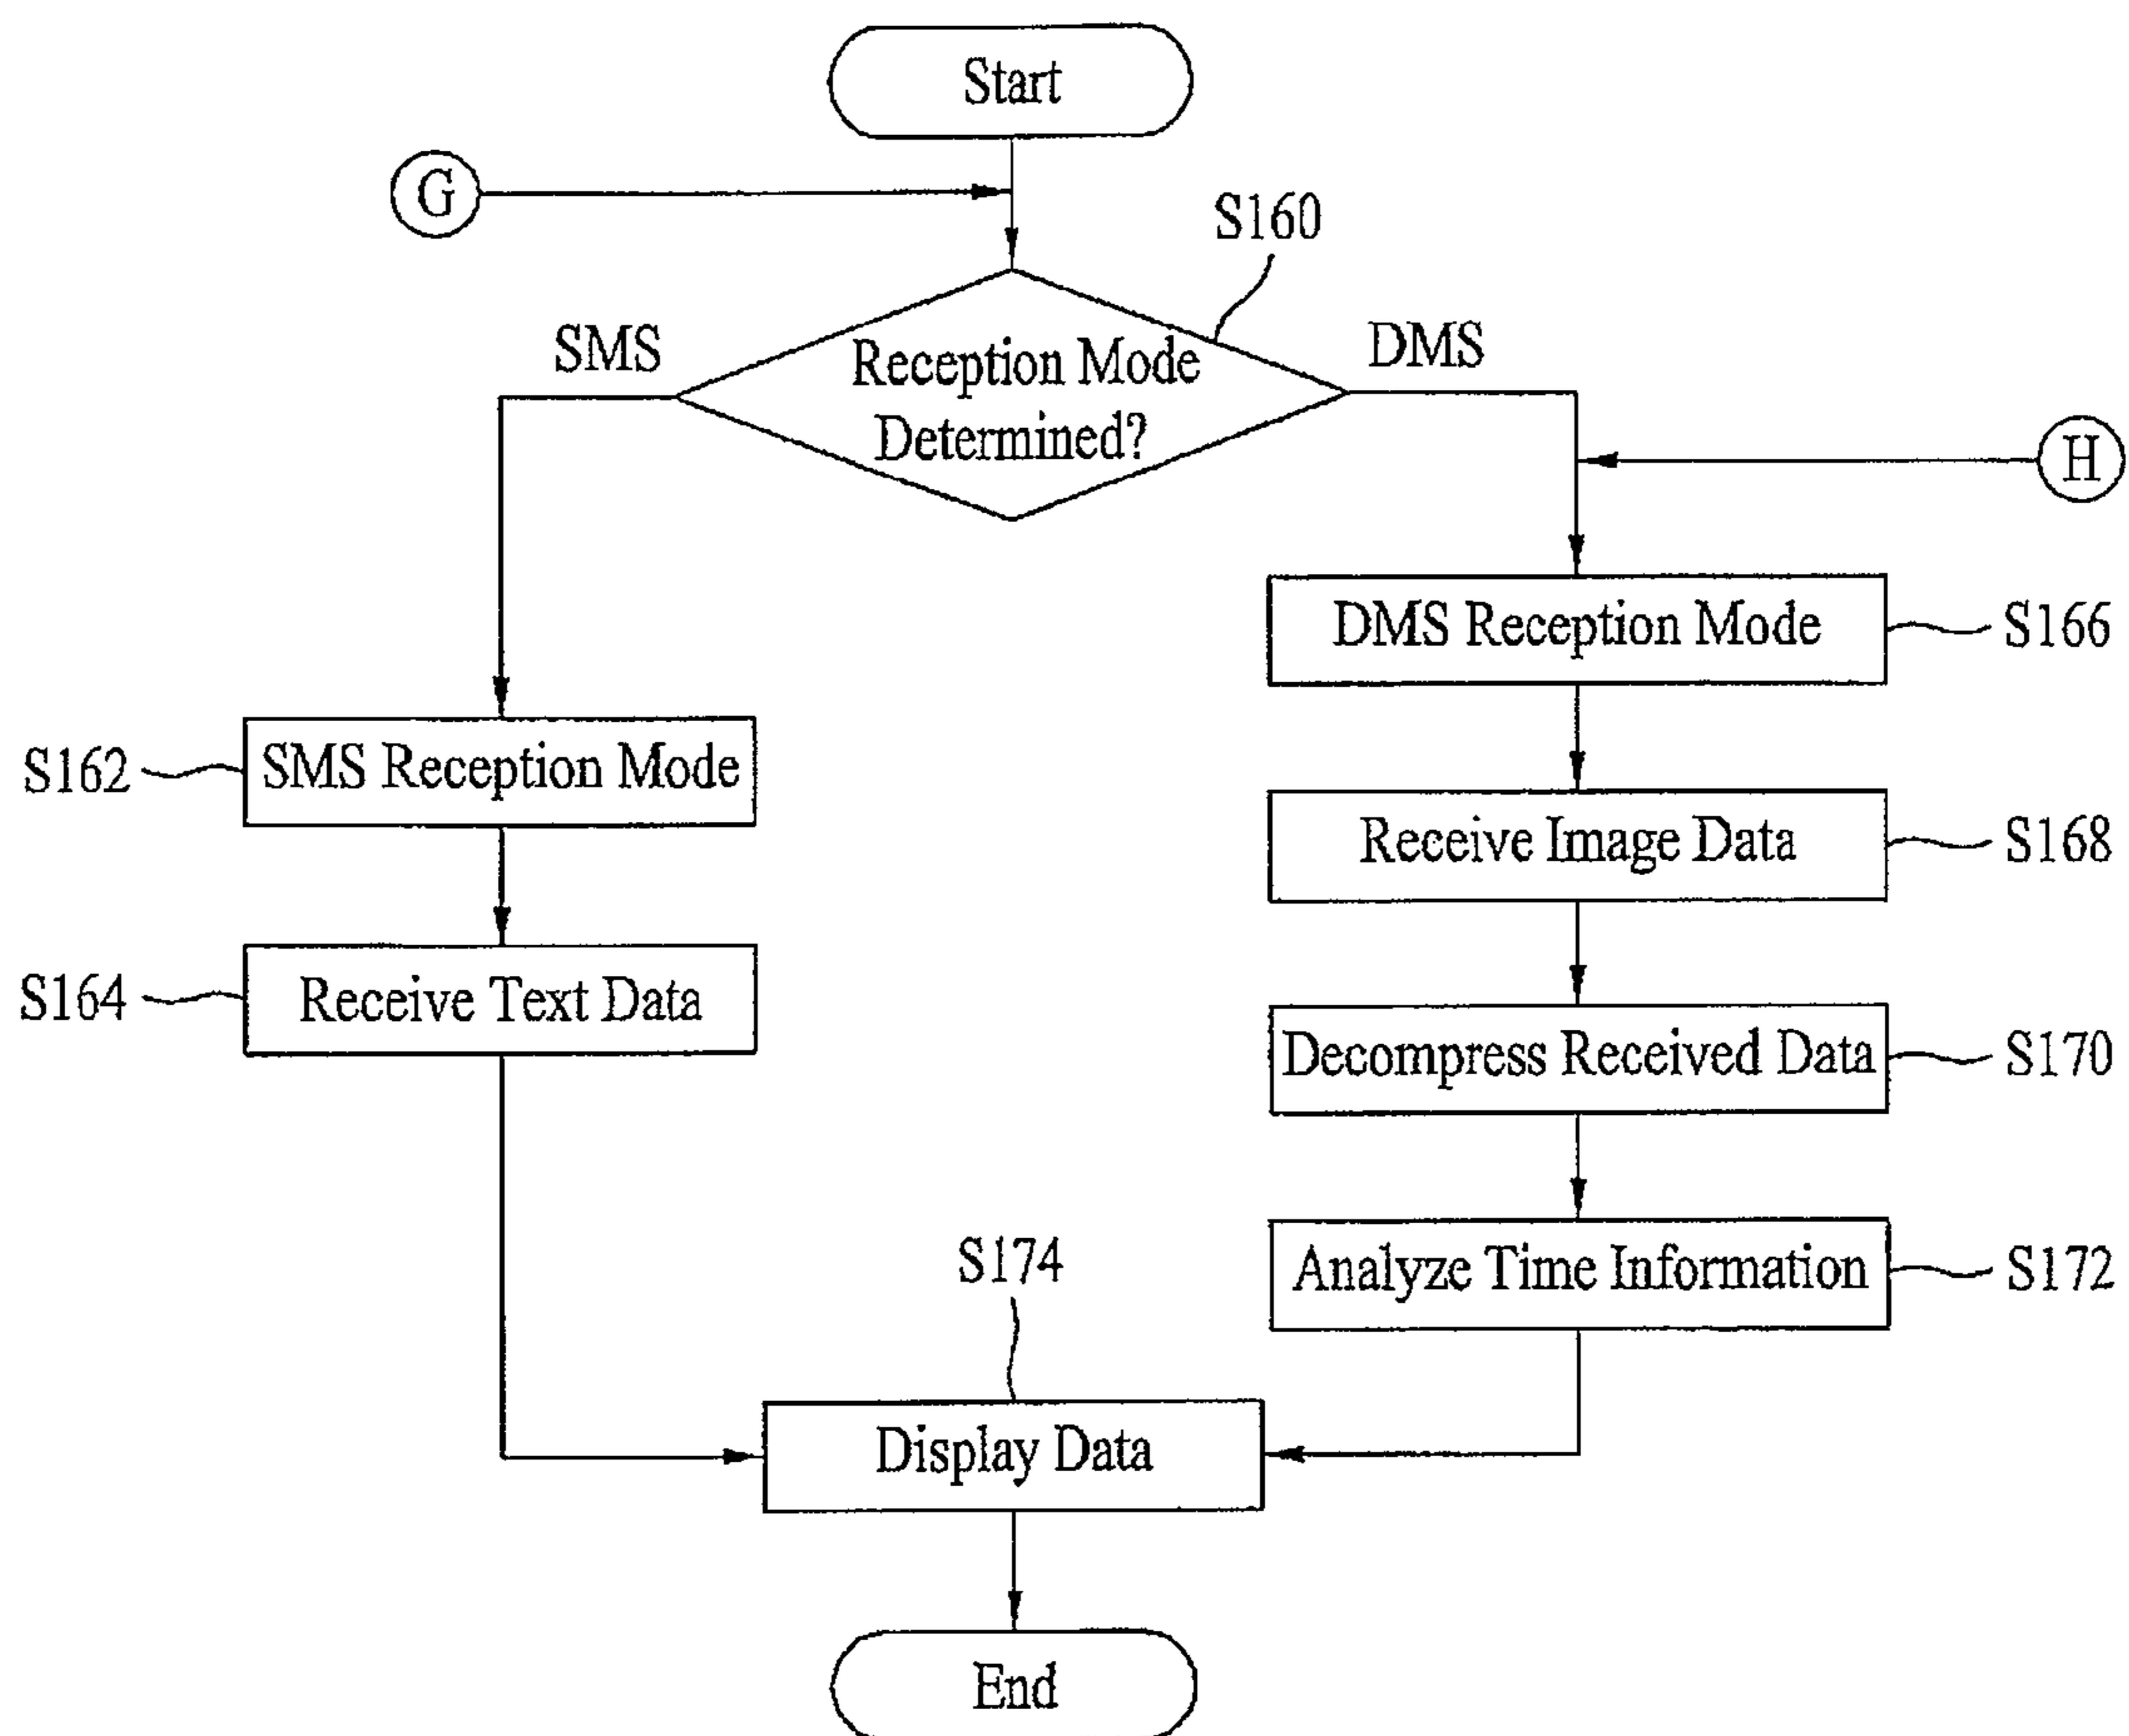 Start
G
S160
SMS
DMS
Reception Mode
Determined?
H
DMS Reception Mode
S166
S162
SMS Reception Mode
Receive Image Data
S168
S164
Receive Text Data
Decompress Received Data
S170
Analyze Time Information
S172
S174
Display Data
End